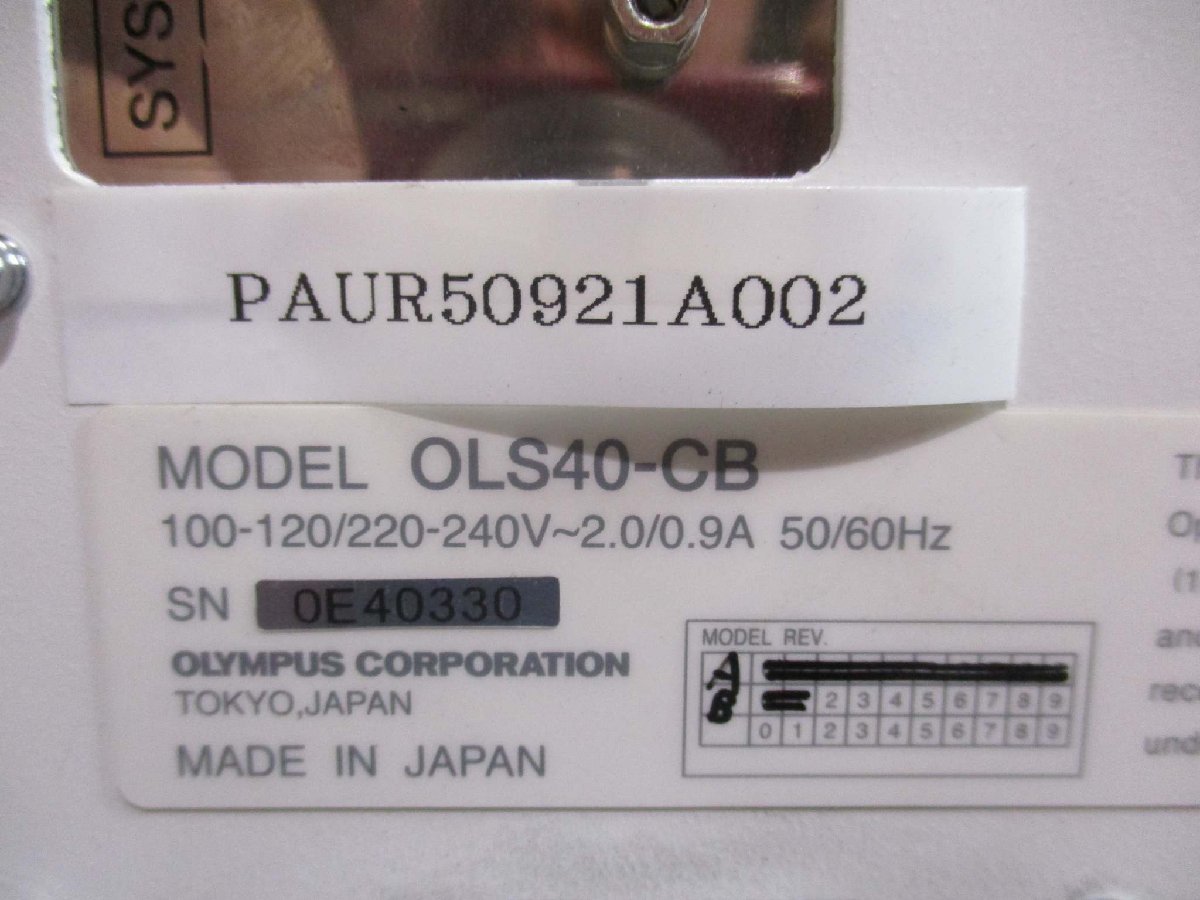 SYS
PAUR50921A002
MODEL OLS40-CB
100-120/220-240V~2.0/0.9A 50/60Hz
SN 0E40330
OLYMPUS CORPORATION
TOKYO,JAPAN
MADE IN JAPAN
MODEL REV.
A
B 2 3 4 5 6 7 8 9
0 1 2 3 4 5 6 7 8 9
(1
und